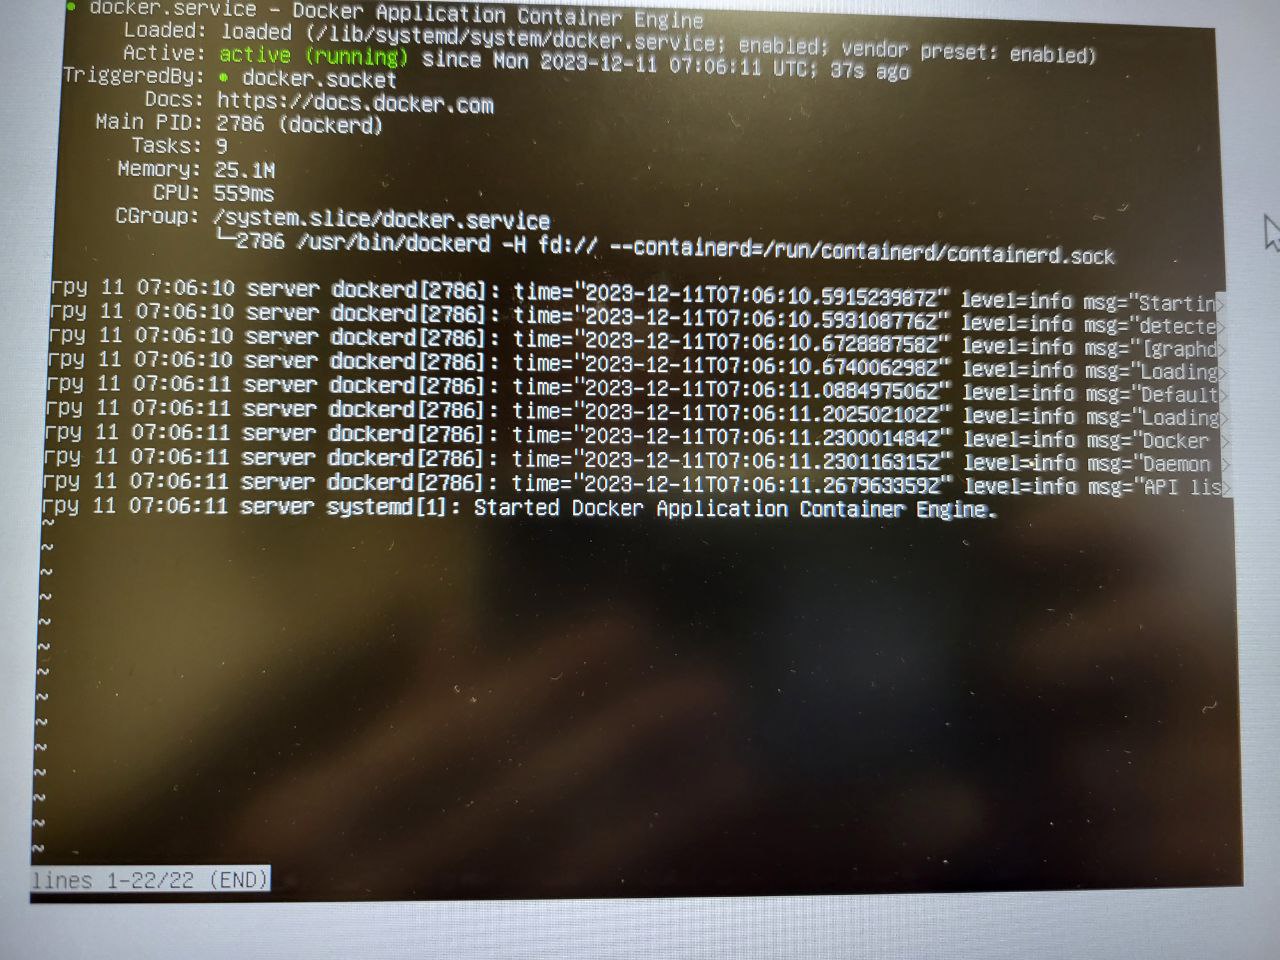 ● docker.service - Docker Application Container Engine
Loaded: loaded (/lib/systemd/system/docker.service; enabled; vendor preset: enabled)
Active: active (running) since Mon 2023-12-11 07:06:11 UTC; 37s ago
TriggeredBy: ● docker.socket
Docs: https://docs.docker.com
Main PID: 2786 (dockerd)
Tasks: 9
Memory: 25.1M
CPU: 559ms
CGroup: /system.slice/docker.service
└─2786 /usr/bin/dockerd -H fd:// --containerd=/run/containerd/containerd.sock
гру 11 07:06:10 server dockerd[2786]: time="2023-12-11T07:06:10.591523987Z" level=info msg="Startin>
гру 11 07:06:10 server dockerd[2786]: time="2023-12-11T07:06:10.593108776Z" level=info msg="detecte>
гру 11 07:06:10 server dockerd[2786]: time="2023-12-11T07:06:10.672888758Z" level=info msg="[graphd>
гру 11 07:06:10 server dockerd[2786]: time="2023-12-11T07:06:10.674006298Z" level=info msg="Loading>
гру 11 07:06:11 server dockerd[2786]: time="2023-12-11T07:06:11.088497506Z" level=info msg="Default>
гру 11 07:06:11 server dockerd[2786]: time="2023-12-11T07:06:11.202502102Z" level=info msg="Loading>
гру 11 07:06:11 server dockerd[2786]: time="2023-12-11T07:06:11.230001484Z" level=info msg="Docker >
гру 11 07:06:11 server dockerd[2786]: time="2023-12-11T07:06:11.230116315Z" level=info msg="Daemon >
гру 11 07:06:11 server dockerd[2786]: time="2023-12-11T07:06:11.267963359Z" level=info msg="API lis>
гру 11 07:06:11 server systemd[1]: Started Docker Application Container Engine.
~
~
~
~
~
~
~
~
~
~
~
~
~
~
lines 1-22/22 (END)